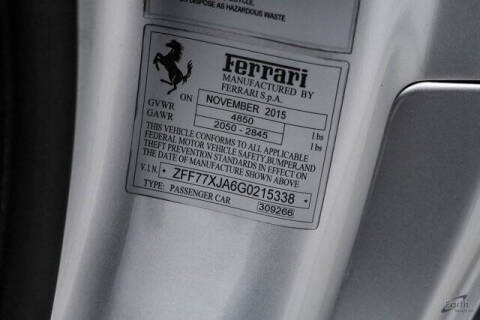 DISPOSE AS HAZARDOUS WASTE
Ferrari
MANUFACTURED BY
FERRARI S.p.A.
ON NOVEMBER 2015
GVWR 4850 lbs
GAWR 2050 - 2845 lbs
THIS VEHICLE CONFORMS TO ALL APPLICABLE
FEDERAL MOTOR VEHICLE SAFETY, BUMPER, AND
THEFT PREVENTION STANDARDS IN EFFECT ON
DATE OF MANUFACTURE SHOWN ABOVE
V.I.N. ZFF77XJA6G0215338
TYPE: PASSENGER CAR 309266